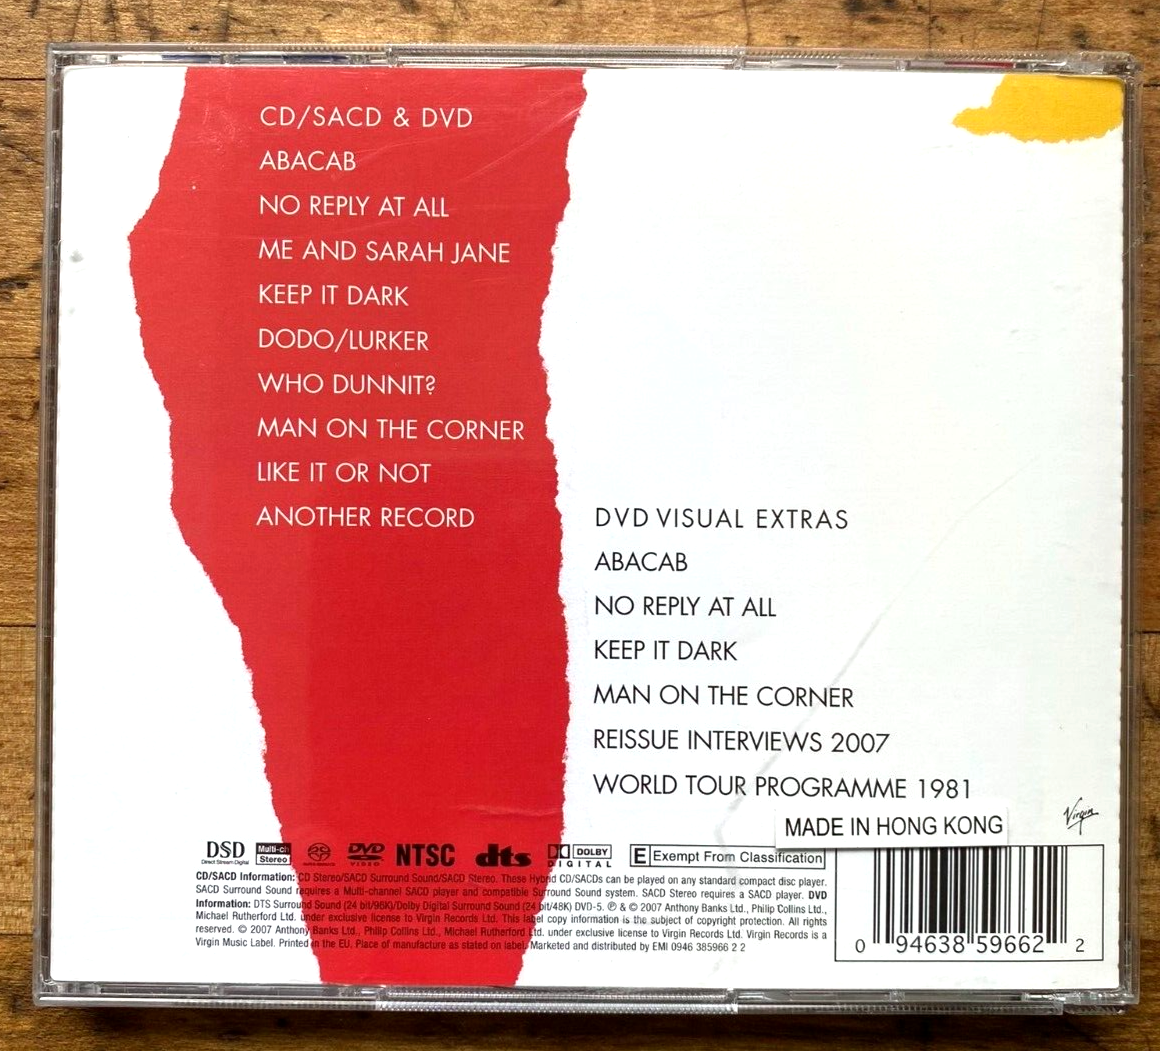 CD/SACD & DVD
ABACAB
NO REPLY AT ALL
ME AND SARAH JANE
KEEP IT DARK
DODO/LURKER
WHO DUNNIT?
MAN ON THE CORNER
LIKE IT OR NOT
ANOTHER RECORD
DVD VISUAL EXTRAS
ABACAB
NO REPLY AT ALL
KEEP IT DARK
MAN ON THE CORNER
REISSUE INTERVIEWS 2007
WORLD TOUR PROGRAMME 1981
MADE IN HONG KONG
Virgin
DSD
Direct Stream Digital
Multi-ch
Stereo
DVD
VIDEO
NTSC
dts
DOLBY
DIGITAL
E Exempt From Classification
CD/SACD Information: CD Stereo/SACD Surround Sound/SACD Stereo. These Hybrid CD/SACDs can be played on any standard compact disc player.
SACD Surround Sound requires a Multi-channel SACD player and compatible Surround Sound system. SACD Stereo requires a SACD player. DVD
Information: DTS Surround Sound (24 bit/96K)/Dolby Digital Surround Sound (24 bit/48K) DVD-5. ℗ & © 2007 Anthony Banks Ltd., Philip Collins Ltd.,
Michael Rutherford Ltd. under exclusive license to Virgin Records Ltd. This label copy information is the subject of copyright protection. All rights
reserved. © 2007 Anthony Banks Ltd., Philip Collins Ltd., Michael Rutherford Ltd. under exclusive license to Virgin Records Ltd. Virgin Records is a
Virgin Music Label. Printed in the EU. Place of manufacture as stated on label. Marketed and distributed by EMI 0946 385966 2 2
0 94638 59662 2